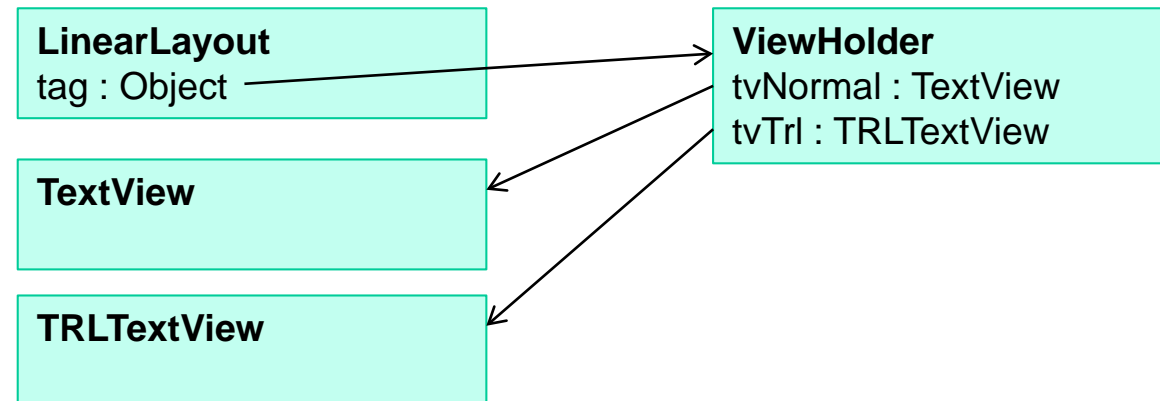 LinearLayout
tag : Object
ViewHolder
tvNormal : TextView
tvTrl : TRLTextView
TextView
TRLTextView